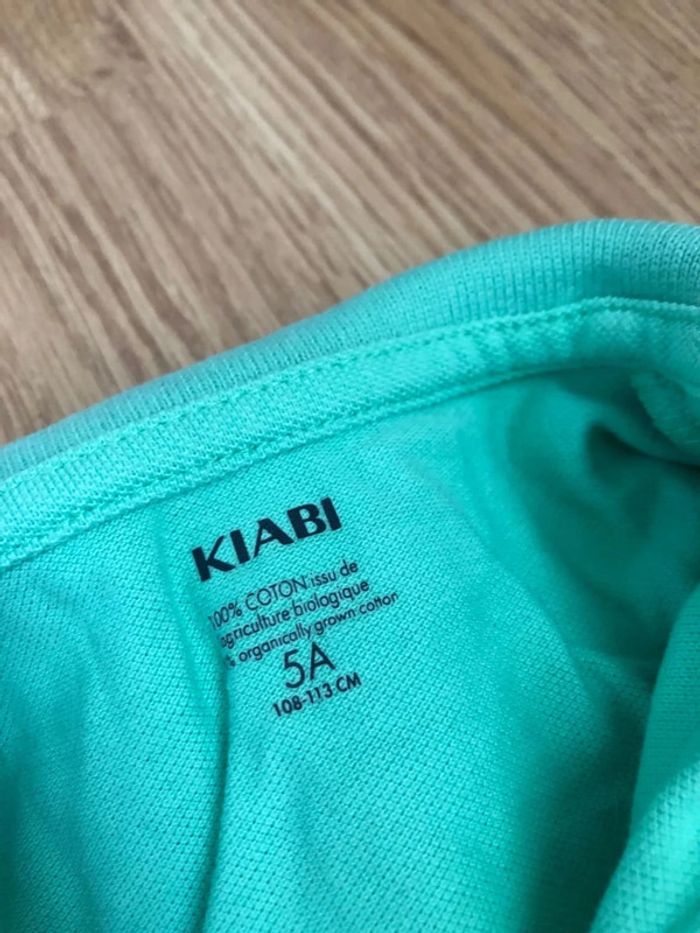 KIABI
100% COTON issu de
agriculture biologique
% organically grown cotton
5A
108-113 CM